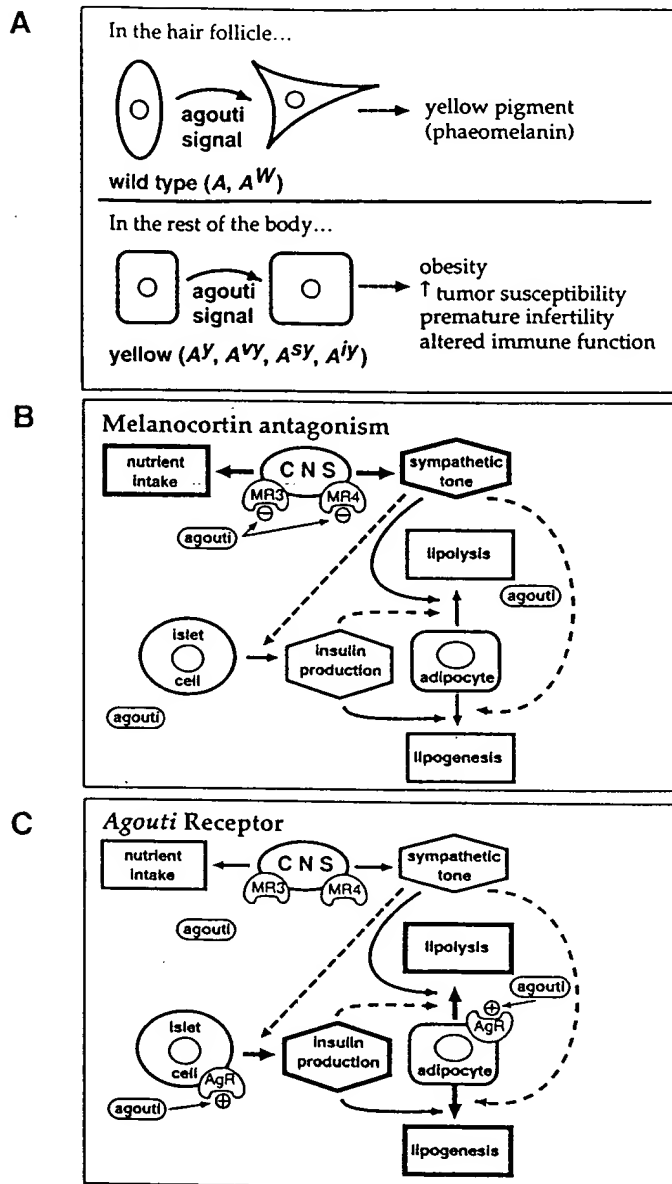 A
In the hair follicle...
agouti
signal
yellow pigment
(phaeomelanin)
wild type (A, A^W)
In the rest of the body...
agouti
signal
obesity
↑ tumor susceptibility
premature infertility
altered immune function
yellow (A^y, A^vy, A^sy, A^iy)
B
Melanocortin antagonism
nutrient
intake
CNS
sympathetic
tone
MR3
MR4
⊖
⊖
agouti
lipolysis
agouti
islet
cell
insulin
production
adipocyte
agouti
lipogenesis
C
Agouti Receptor
nutrient
intake
CNS
sympathetic
tone
MR3
MR4
agouti
lipolysis
agouti
⊕
AgR
islet
cell
insulin
production
adipocyte
AgR
agouti
⊕
lipogenesis